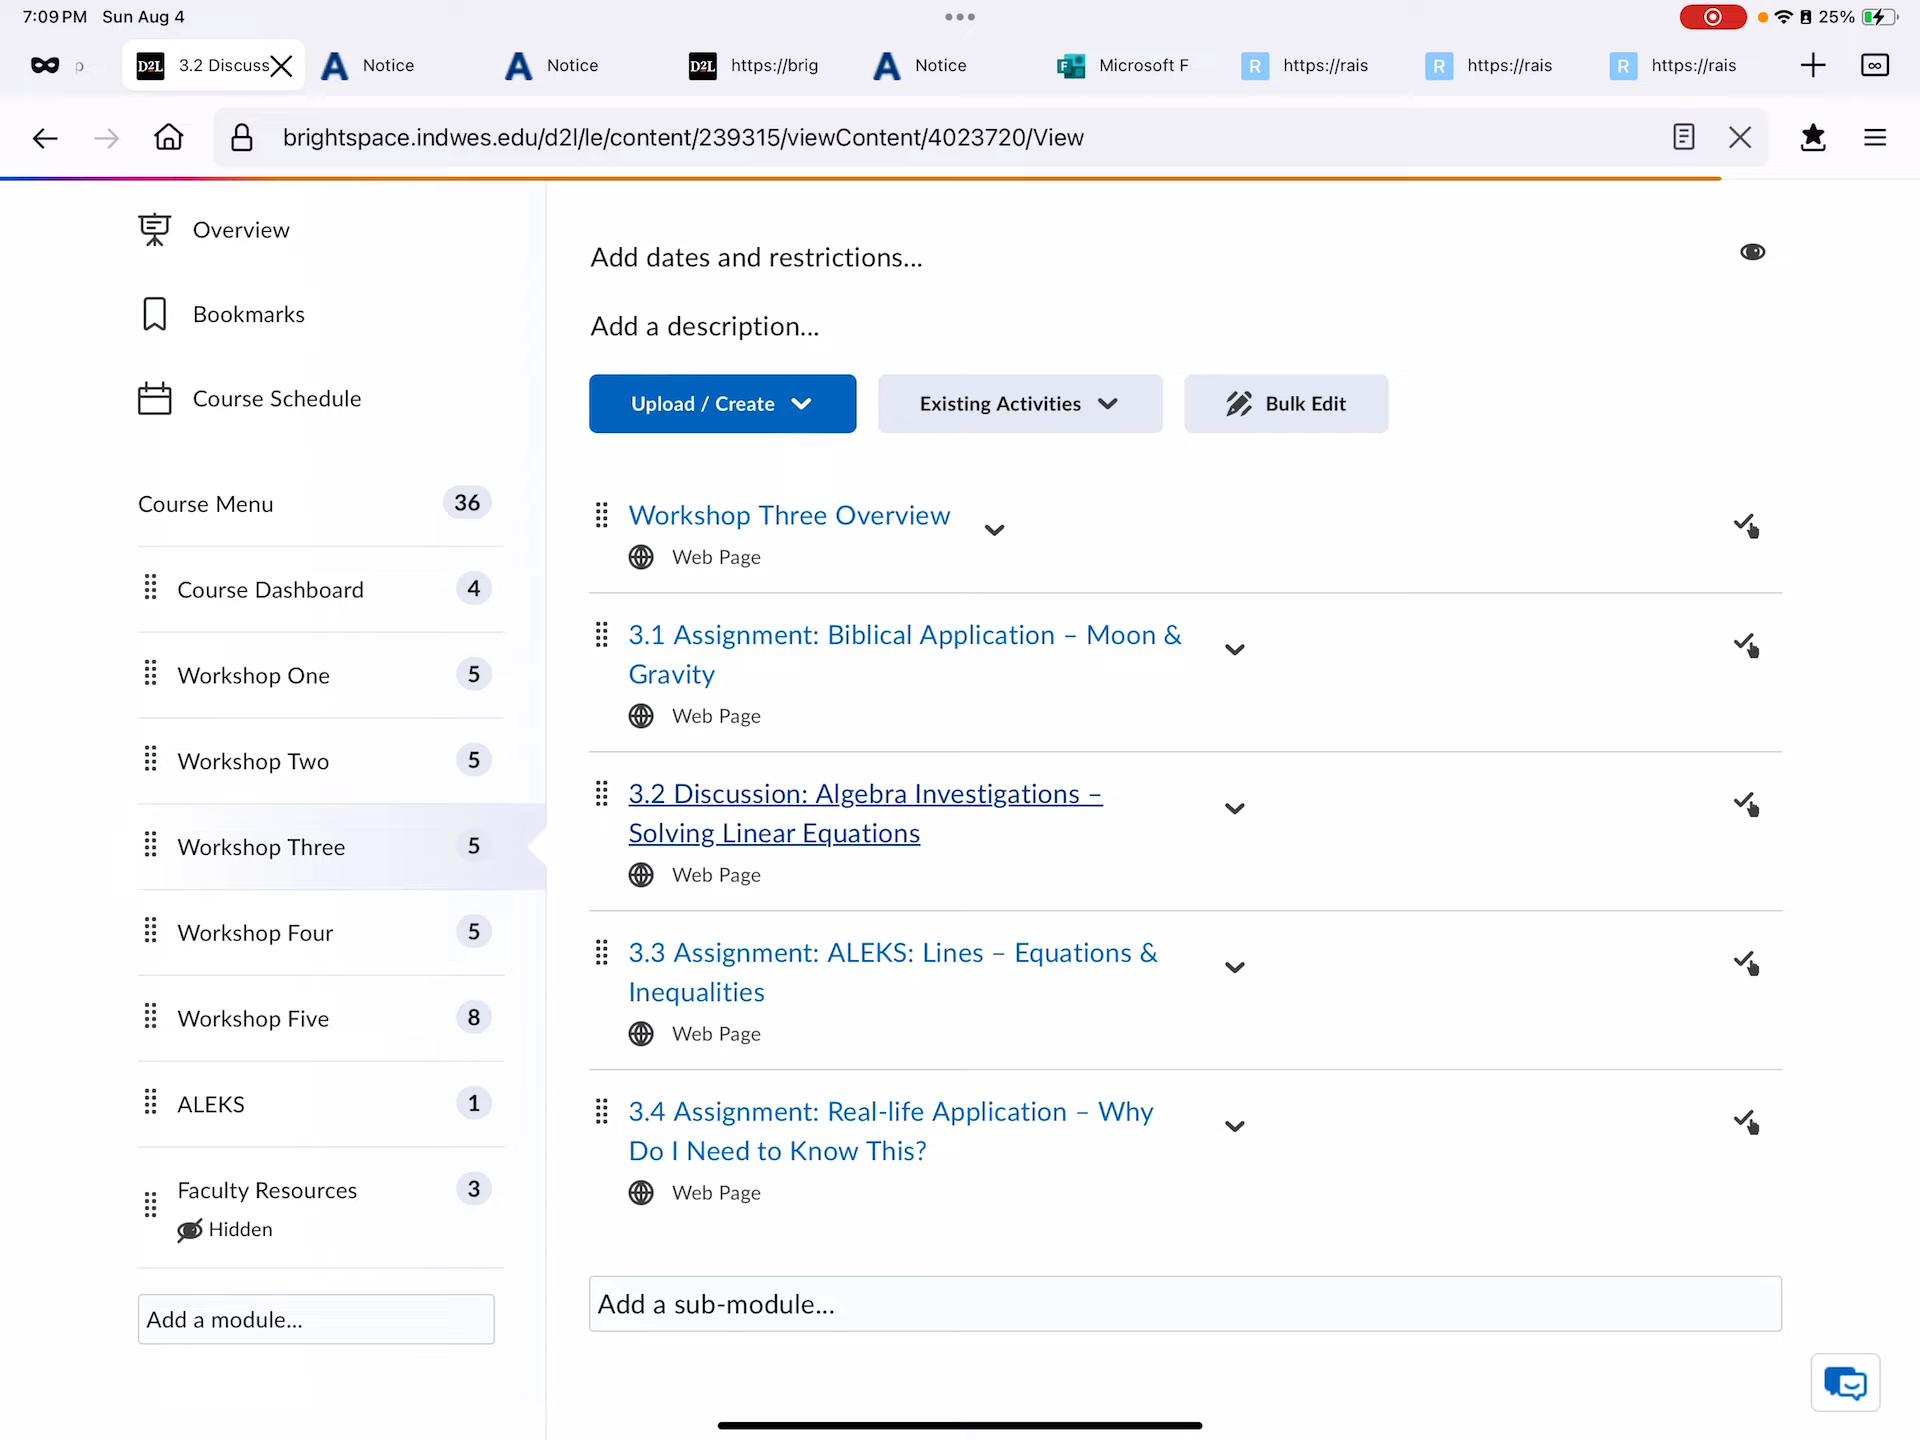 7:09 PM Sun Aug 4
25%
p
D2L 3.2 Discuss
A Notice
A Notice
D2L https://brig
A Notice
F Microsoft F
R https://rais
R https://rais
R https://rais
brightspace.indwes.edu/d2l/le/content/239315/viewContent/4023720/View
Overview
Bookmarks
Course Schedule
Course Menu 36
Course Dashboard 4
Workshop One 5
Workshop Two 5
Workshop Three 5
Workshop Four 5
Workshop Five 8
ALEKS 1
Faculty Resources 3
Hidden
Add a module...
Add dates and restrictions...
Add a description...
Upload / Create
Existing Activities
Bulk Edit
Workshop Three Overview
Web Page
3.1 Assignment: Biblical Application – Moon &
Gravity
Web Page
3.2 Discussion: Algebra Investigations –
Solving Linear Equations
Web Page
3.3 Assignment: ALEKS: Lines – Equations &
Inequalities
Web Page
3.4 Assignment: Real-life Application – Why
Do I Need to Know This?
Web Page
Add a sub-module...